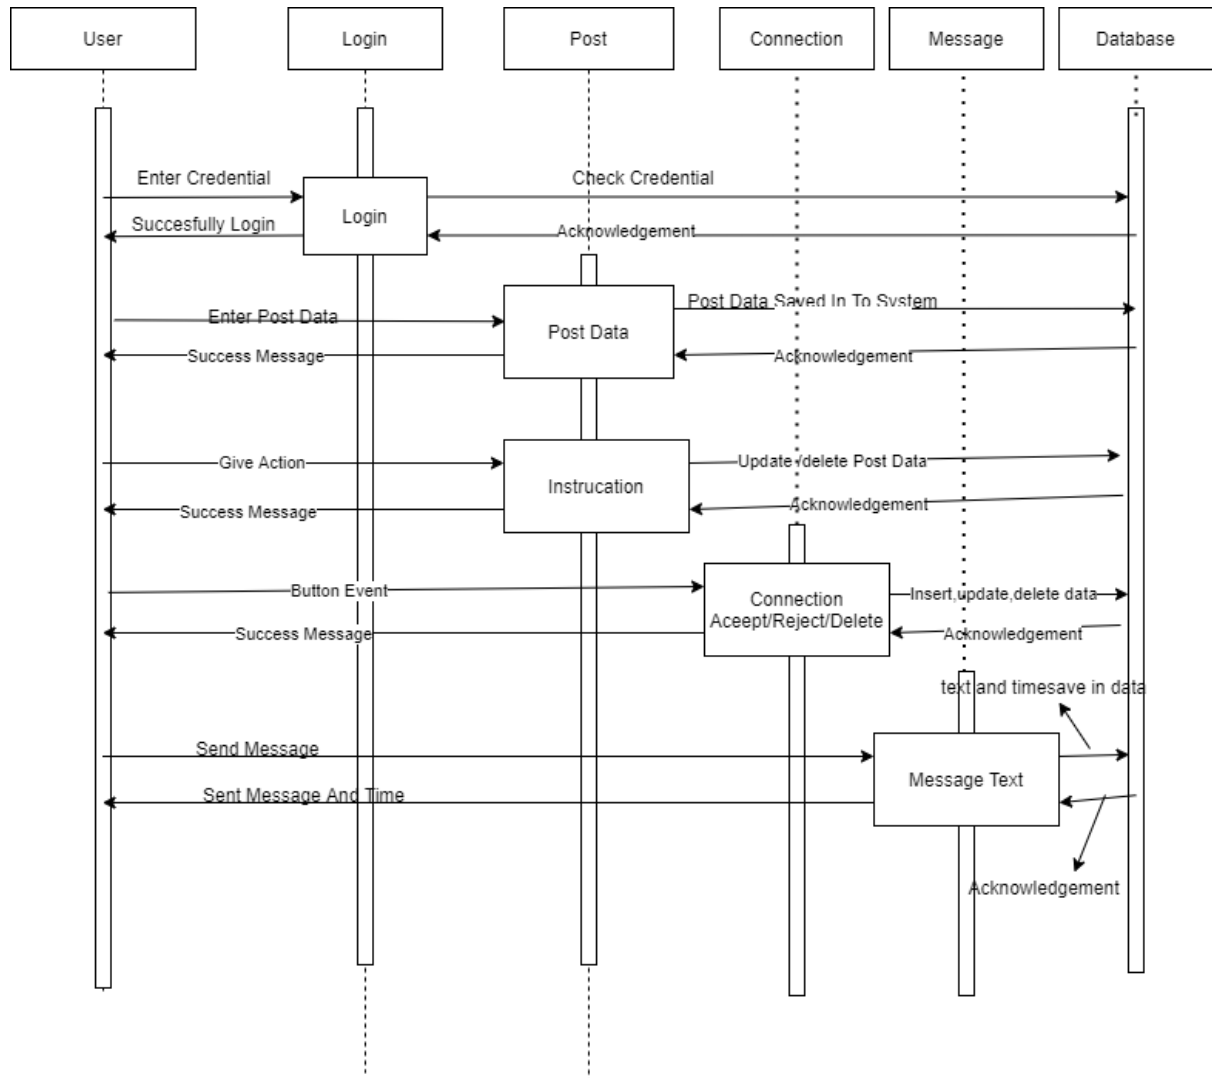 User
Login
Post
Connection
Message
Database
Enter Credential
Check Credential
Login
Succesfully Login
Acknowledgement
Post Data Saved In To System
Enter Post Data
Post Data
Success Message
Acknowledgement
Give Action
Update /delete Post Data
Instrucation
Success Message
Acknowledgement
Button Event
Connection
Aceept/Reject/Delete
Insert,update,delete data
Success Message
Acknowledgement
text and timesave in data
Send Message
Message Text
Sent Message And Time
Acknowledgement